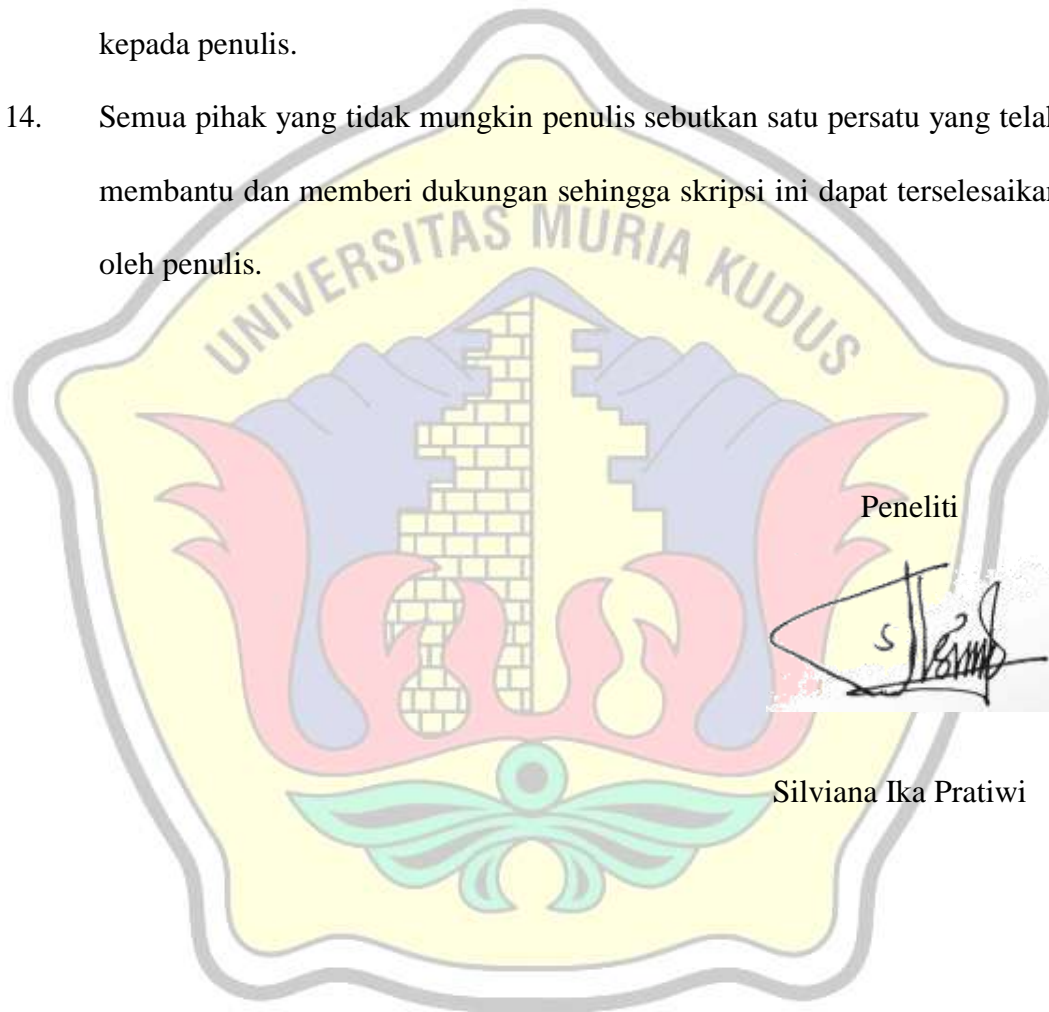 kepada penulis.
14. Semua pihak yang tidak mungkin penulis sebutkan satu persatu yang telah
membantu dan memberi dukungan sehingga skripsi ini dapat terselesaikan
oleh penulis.
UNIVERSITAS MURIA KUDUS
Peneliti
Silviana Ika Pratiwi